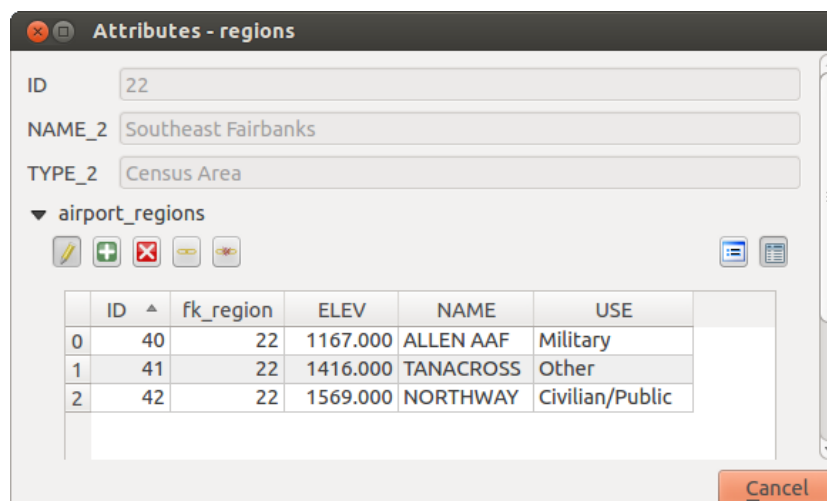 Attributes - regions
ID 22
NAME_2 Southeast Fairbanks
TYPE_2 Census Area
airport_regions
ID fk_region ELEV NAME USE
0 40 22 1167.000 ALLEN AAF Military
1 41 22 1416.000 TANACROSS Other
2 42 22 1569.000 NORTHWAY Civilian/Public
Cancel